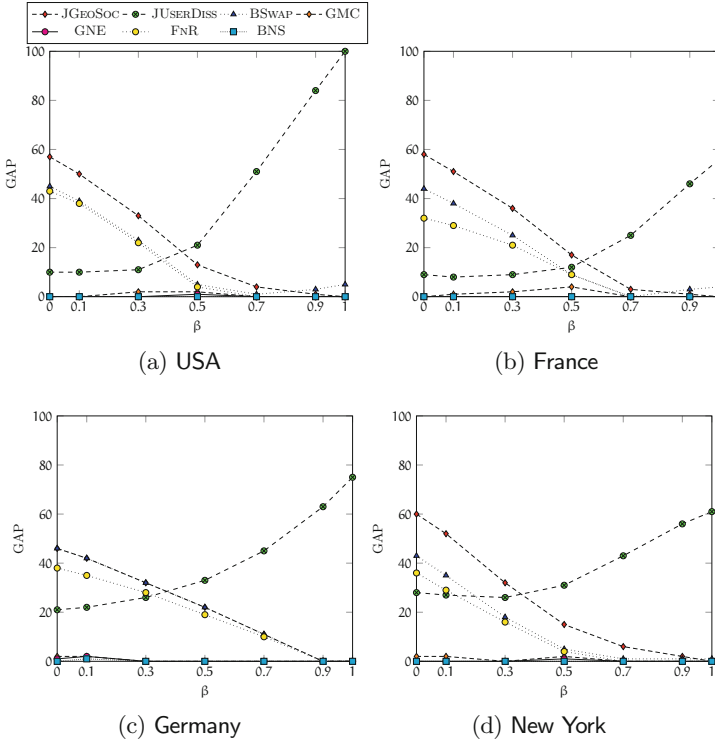 JGEOSOC JUSERDISS BSWAP GMC
GNE FNR BNS
100
80
60
40
20
0
GAP
0 0.1 0.3 0.5 0.7 0.9 1
β
(a) USA
100
80
60
40
20
0
GAP
0 0.1 0.3 0.5 0.7 0.9
β
(b) France
100
80
60
40
20
0
GAP
0 0.1 0.3 0.5 0.7 0.9 1
β
(c) Germany
100
80
60
40
20
0
GAP
0 0.1 0.3 0.5 0.7 0.9 1
β
(d) New York